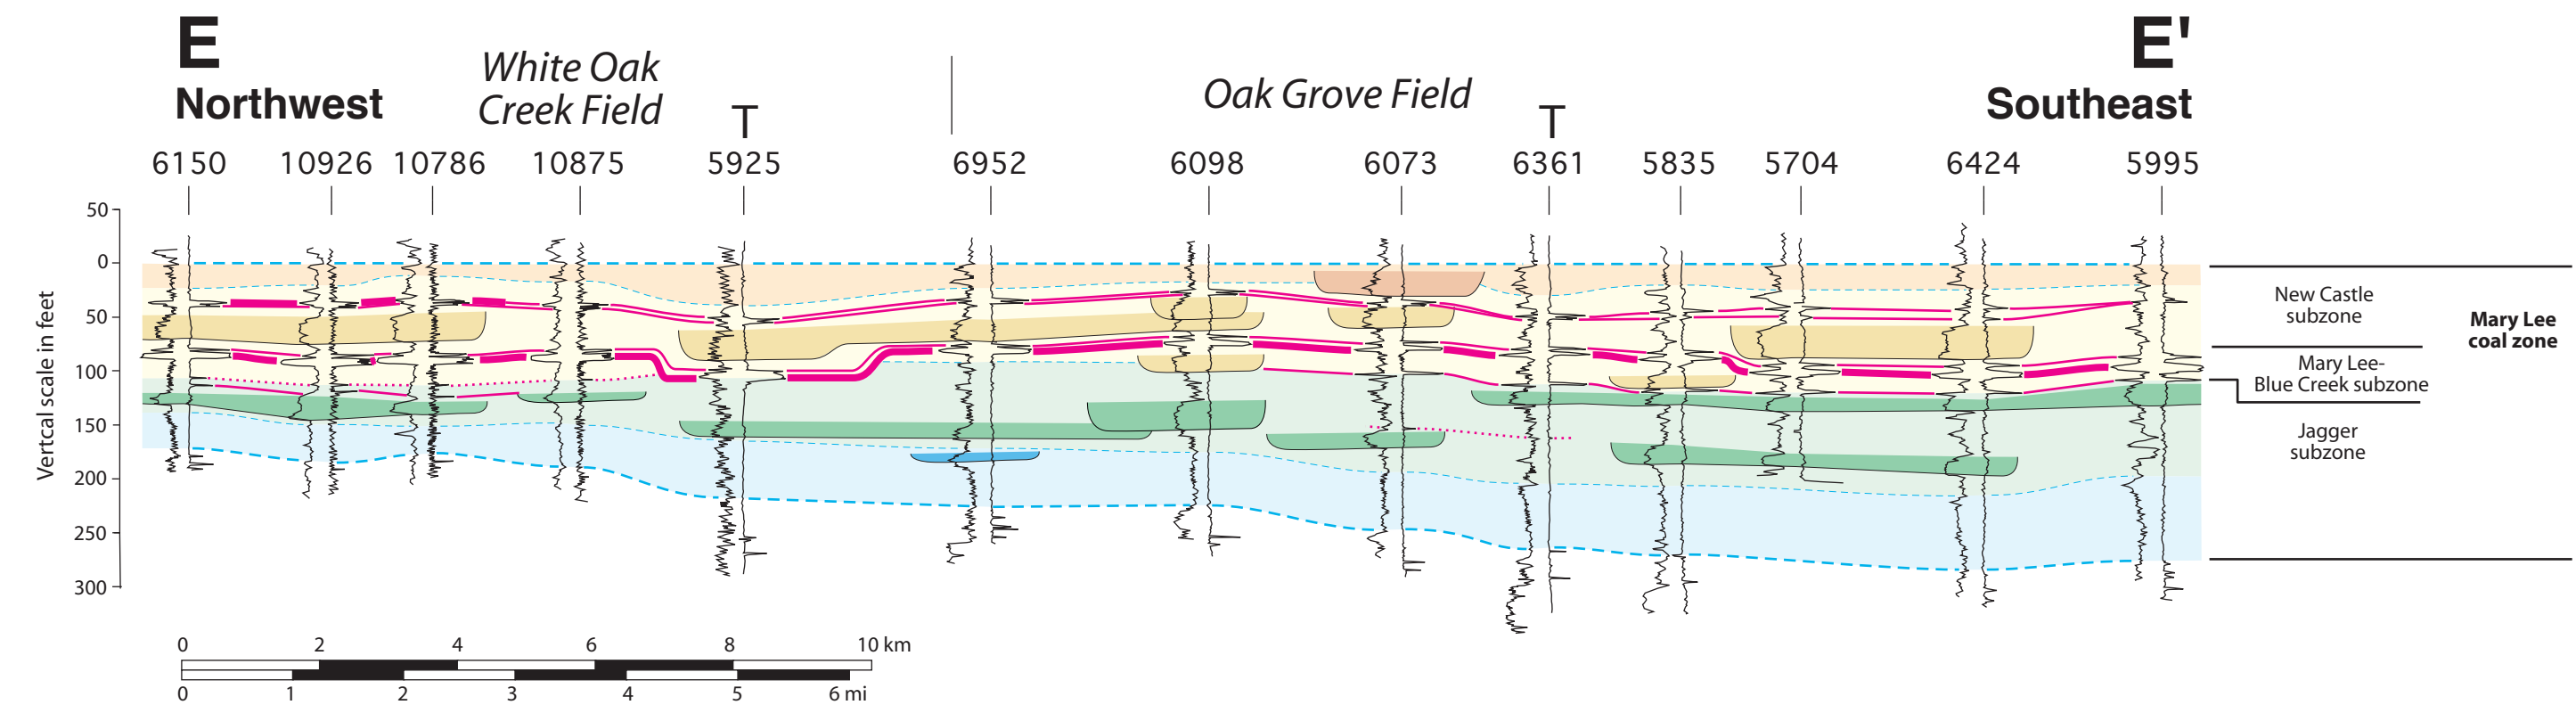 E
E'
White Oak
Creek Field
Oak Grove Field
Northwest
Southeast
T
T
6150 10926 10786 10875 5925 6952 6098 6073 6361 5835 5704 6424 5995
Vertcal scale in feet
50
0
50
100
150
200
250
300
New Castle
subzone
Mary Lee
coal zone
Mary Lee-
Blue Creek subzone
Jagger
subzone
0 2 4 6 8 10 km
0 1 2 3 4 5 6 mi